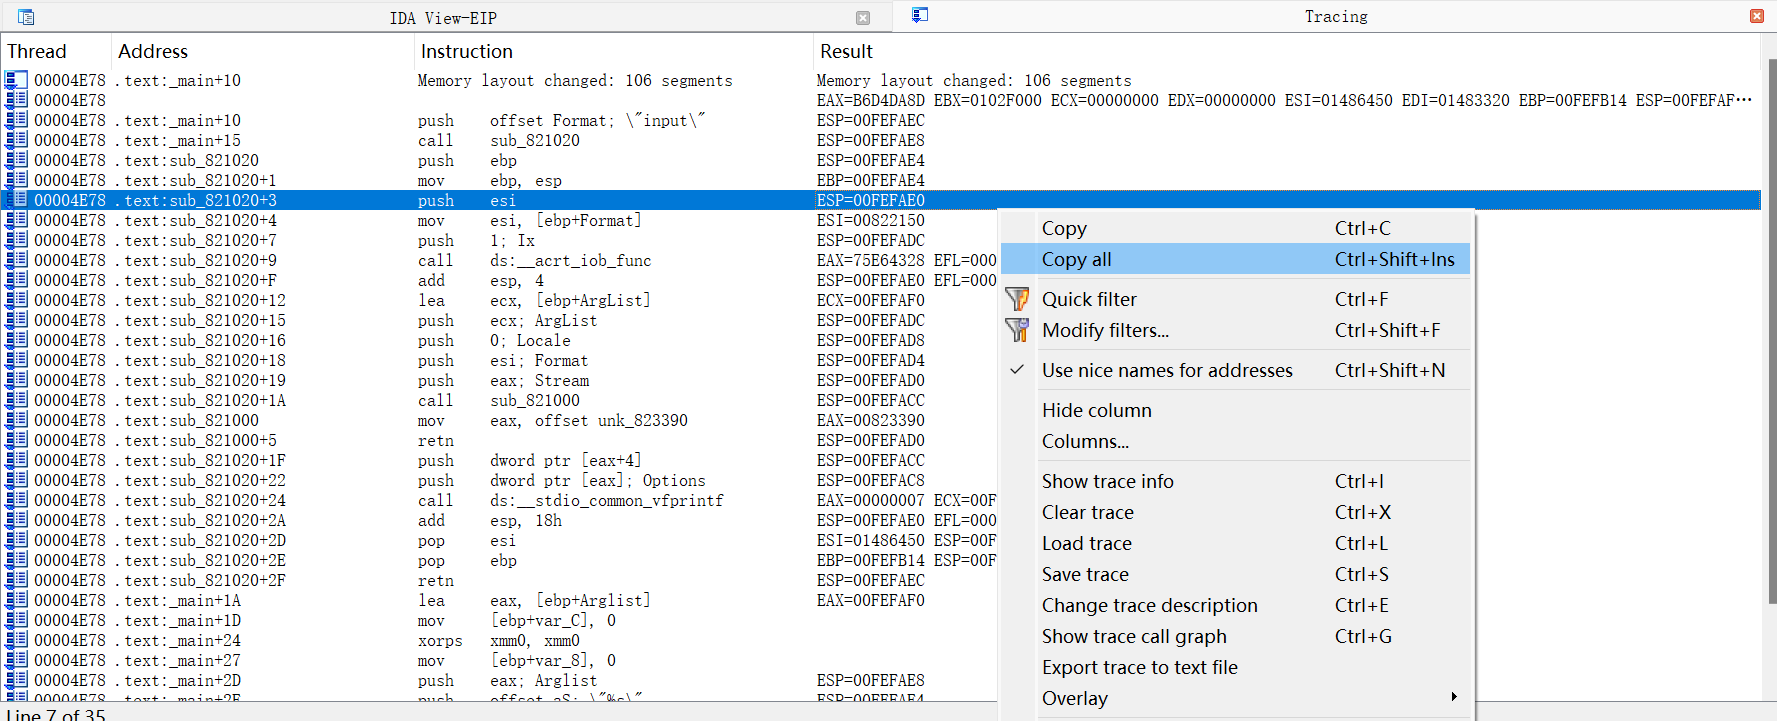 IDA View-EIP Tracing
Thread Address Instruction Result
00004E78 .text:_main+10 Memory layout changed: 106 segments Memory layout changed: 106 segments
00004E78 EAX=B6D4DA8D EBX=0102F000 ECX=00000000 EDX=00000000 ESI=01486450 EDI=01483320 EBP=00FEFB14 ESP=00FEFAF···
00004E78 .text:_main+10 push offset Format; \"input\" ESP=00FEFAEC
00004E78 .text:_main+15 call sub_821020 ESP=00FEFAE8
00004E78 .text:sub_821020 push ebp ESP=00FEFAE4
00004E78 .text:sub_821020+1 mov ebp, esp EBP=00FEFAE4
00004E78 .text:sub_821020+3 push esi ESP=00FEFAE0
00004E78 .text:sub_821020+4 mov esi, [ebp+Format] ESI=00822150
00004E78 .text:sub_821020+7 push 1; Ix ESP=00FEFADC
00004E78 .text:sub_821020+9 call ds:__acrt_iob_func EAX=75E64328 EFL=000
00004E78 .text:sub_821020+F add esp, 4 ESP=00FEFAE0 EFL=000
00004E78 .text:sub_821020+12 lea ecx, [ebp+ArgList] ECX=00FEFAF0
00004E78 .text:sub_821020+15 push ecx; ArgList ESP=00FEFADC
00004E78 .text:sub_821020+16 push 0; Locale ESP=00FEFAD8
00004E78 .text:sub_821020+18 push esi; Format ESP=00FEFAD4
00004E78 .text:sub_821020+19 push eax; Stream ESP=00FEFAD0
00004E78 .text:sub_821020+1A call sub_821000 ESP=00FEFACC
00004E78 .text:sub_821000 mov eax, offset unk_823390 EAX=00823390
00004E78 .text:sub_821000+5 retn ESP=00FEFAD0
00004E78 .text:sub_821020+1F push dword ptr [eax+4] ESP=00FEFACC
00004E78 .text:sub_821020+22 push dword ptr [eax]; Options ESP=00FEFAC8
00004E78 .text:sub_821020+24 call ds:__stdio_common_vfprintf EAX=00000007 ECX=00F
00004E78 .text:sub_821020+2A add esp, 18h ESP=00FEFAE0 EFL=000
00004E78 .text:sub_821020+2D pop esi ESI=01486450 ESP=00F
00004E78 .text:sub_821020+2E pop ebp EBP=00FEFB14 ESP=00F
00004E78 .text:sub_821020+2F retn ESP=00FEFAEC
00004E78 .text:_main+1A lea eax, [ebp+Arglist] EAX=00FEFAF0
00004E78 .text:_main+1D mov [ebp+var_C], 0
00004E78 .text:_main+24 xorps xmm0, xmm0
00004E78 .text:_main+27 mov [ebp+var_8], 0
00004E78 .text:_main+2D push eax; Arglist ESP=00FEFAE8
00004E78 .text:_main+2E push offset aS; \"%s\" ESP=00FEFAE4
Line 7 of 35
Copy Ctrl+C
Copy all Ctrl+Shift+Ins
Quick filter Ctrl+F
Modify filters... Ctrl+Shift+F
Use nice names for addresses Ctrl+Shift+N
Hide column
Columns...
Show trace info Ctrl+I
Clear trace Ctrl+X
Load trace Ctrl+L
Save trace Ctrl+S
Change trace description Ctrl+E
Show trace call graph Ctrl+G
Export trace to text file
Overlay